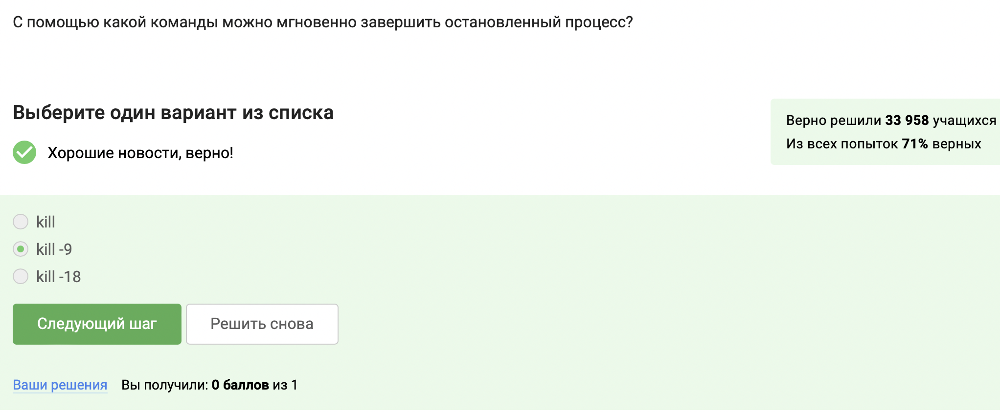 С помощью какой команды можно мгновенно завершить остановленный процесс?
Выберите один вариант из списка
Хорошие новости, верно!
Верно решили 33 958 учащихся
Из всех попыток 71% верных
kill
kill -9
kill -18
Следующий шаг
Решить снова
Ваши решения Вы получили: 0 баллов из 1